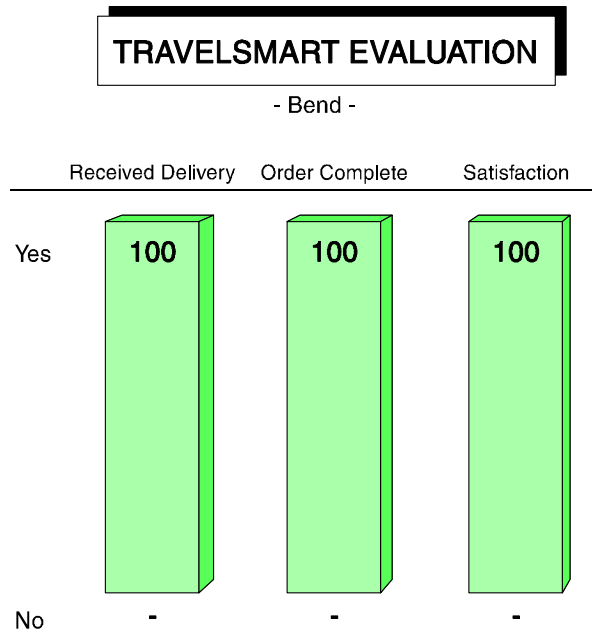 TRAVELSMART EVALUATION
- Bend -
Received Delivery Order Complete Satisfaction
Yes 100 100 100
No - - -